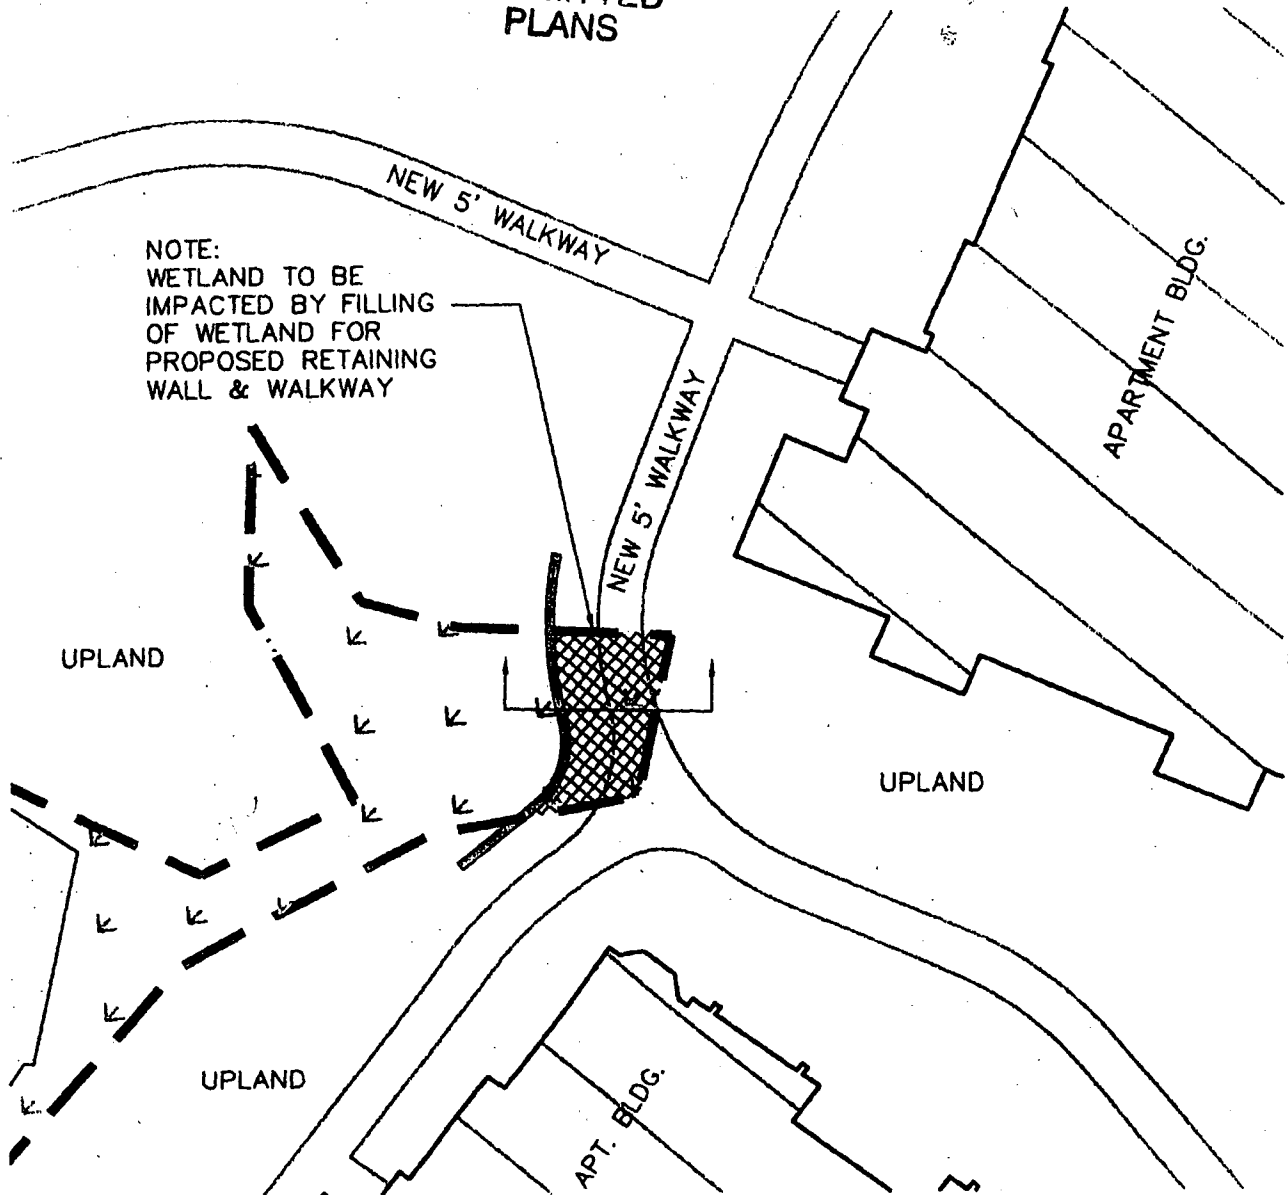 PLANS
NEW 5' WALKWAY
NOTE:
WETLAND TO BE
IMPACTED BY FILLING
OF WETLAND FOR
PROPOSED RETAINING
WALL & WALKWAY
APARTMENT BLDG.
NEW 5' WALKWAY
UPLAND
UPLAND
UPLAND
APT. BLDG.